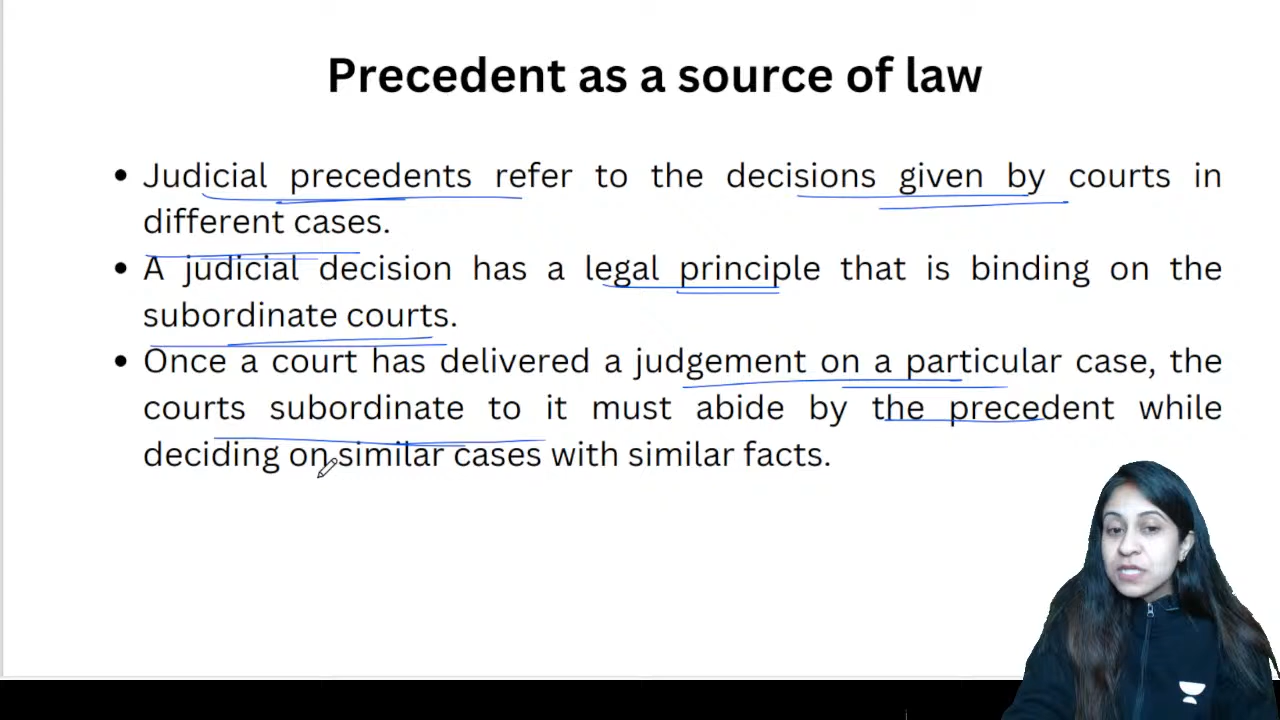 Precedent as a source of law
• Judicial precedents refer to the decisions given by courts in
different cases.
• A judicial decision has a legal principle that is binding on the
subordinate courts.
• Once a court has delivered a judgement on a particular case, the
courts subordinate to it must abide by the precedent while
deciding on similar cases with similar facts.